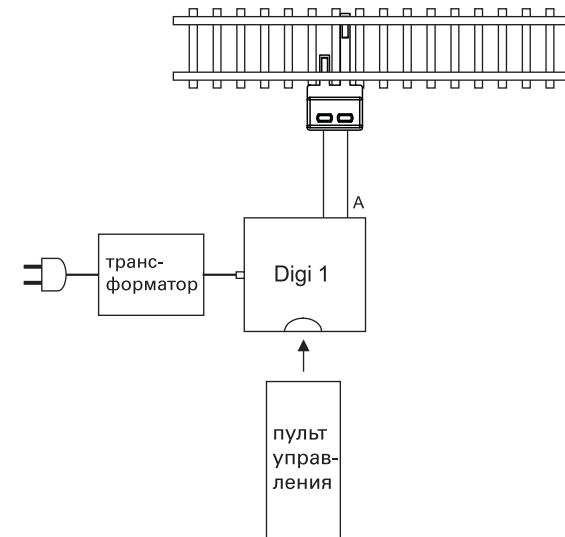 A
транс-
форматор
Digi 1
пульт
управ-
ления